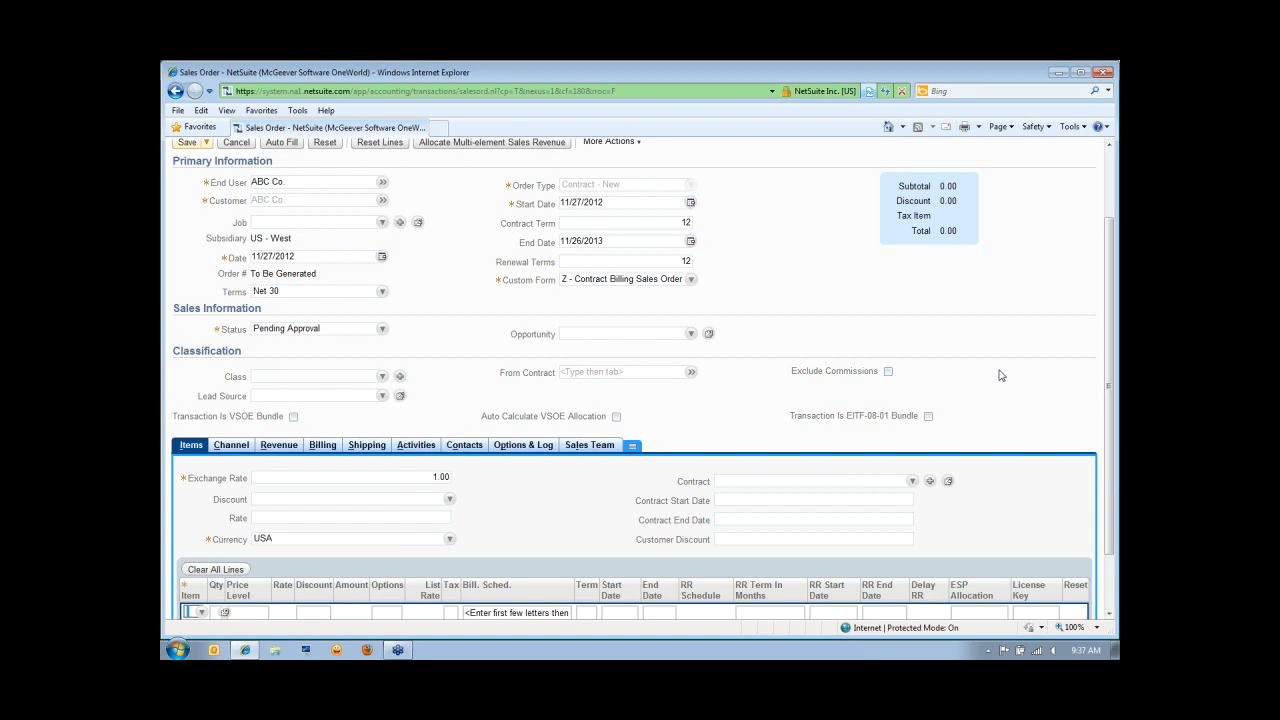 Sales Order - NetSuite (McGeever Software OneWorld) - Windows Internet Explorer
https://system.na1.netsuite.com/app/accounting/transactions/salesord.nl?cp=T&nexus=1&cf=180&nroc=F NetSuite Inc. [US] Bing
File Edit View Favorites Tools Help
Favorites Sales Order - NetSuite (McGeever Software OneW... Page Safety Tools
Save Cancel Auto Fill Reset Reset Lines Allocate Multi-element Sales Revenue More Actions
Primary Information
*End User ABC Co. *Order Type Contract - New Subtotal 0.00
*Customer ABC Co. *Start Date 11/27/2012 Discount 0.00
Job Contract Term 12 Tax Item
Subsidiary US - West End Date 11/26/2013 Total 0.00
*Date 11/27/2012 Renewal Terms 12
Order # To Be Generated *Custom Form Z - Contract Billing Sales Order
Terms Net 30
Sales Information
*Status Pending Approval Opportunity
Classification
Class From Contract <Type then tab> Exclude Commissions
Lead Source
Transaction Is VSOE Bundle Auto Calculate VSOE Allocation Transaction Is EITF-08-01 Bundle
Items Channel Revenue Billing Shipping Activities Contacts Options & Log Sales Team
*Exchange Rate 1.00 Contract
Discount Contract Start Date
Rate Contract End Date
*Currency USA Customer Discount
Clear All Lines
* Item Qty Price Level Rate Discount Amount Options List Rate Tax Bill. Sched. Term Start Date End Date RR Schedule RR Term In Months RR Start Date RR End Date Delay RR ESP Allocation License Key Reset
<Enter first few letters then
Internet | Protected Mode: On 100%
9:37 AM